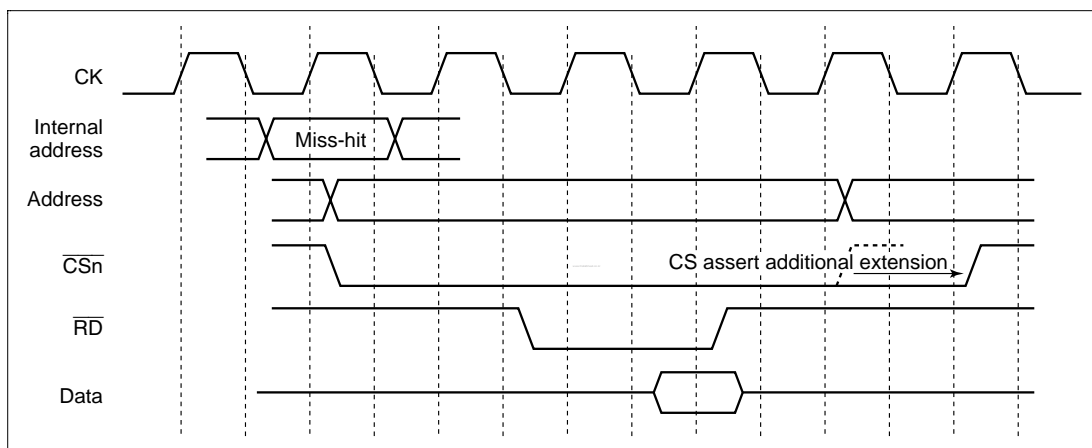 CK
Internal
address
Miss-hit
Address
CSn
CS assert additional extension
RD
Data